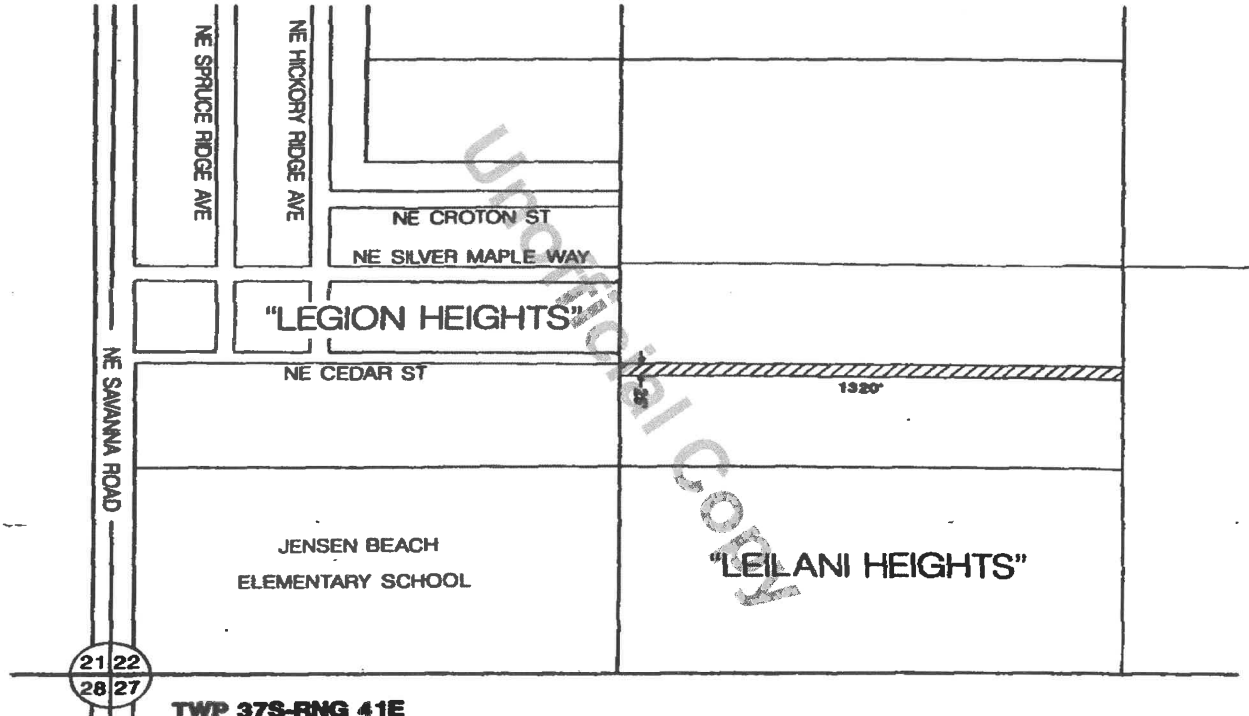 NE SPRUCE RIDGE AVE
NE HICKORY RIDGE AVE
NE CROTON ST
NE SILVER MAPLE WAY
"LEGION HEIGHTS"
NE CEDAR ST
NE SAVANNA ROAD
1320'
JENSEN BEACH
ELEMENTARY SCHOOL
"LEILANI HEIGHTS"
Unofficial Copy
21 22
28 27
TWP 37S-RNG 41E